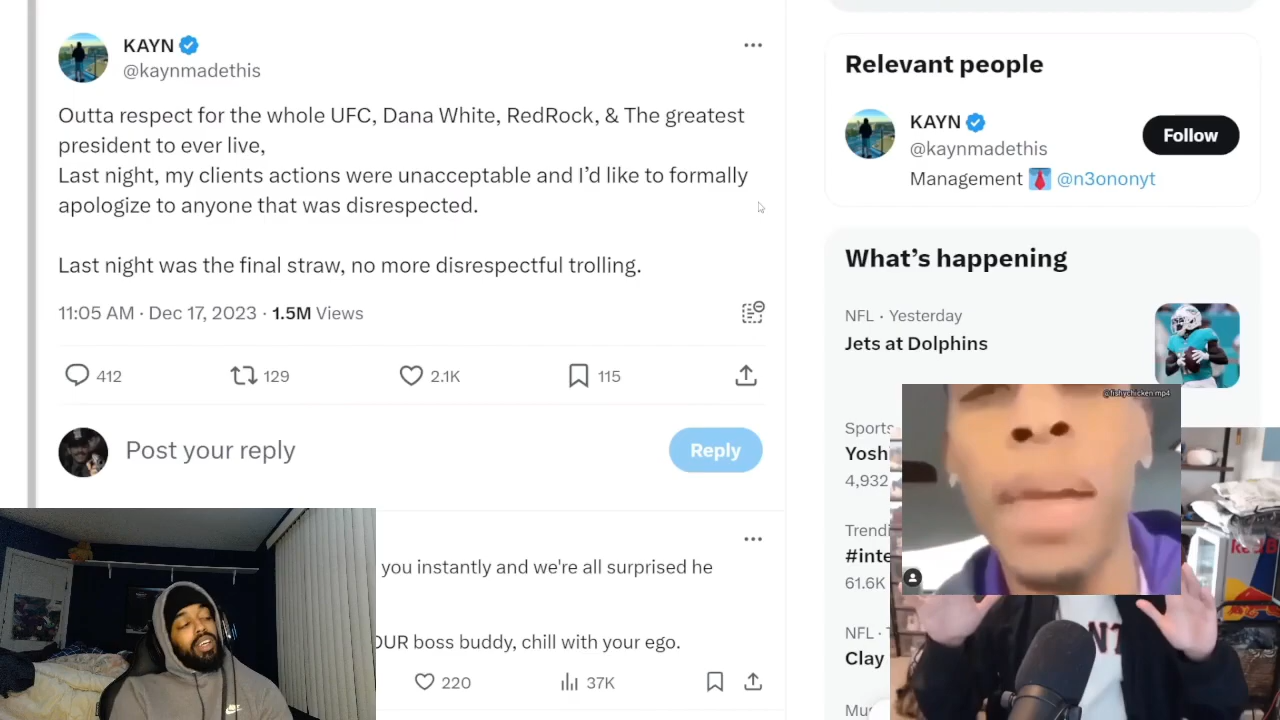 KAYN
@kaynmadethis
Outta respect for the whole UFC, Dana White, RedRock, & The greatest
president to ever live,
Last night, my clients actions were unacceptable and I’d like to formally
apologize to anyone that was disrespected.
Last night was the final straw, no more disrespectful trolling.
11:05 AM · Dec 17, 2023 · 1.5M Views
412 129 2.1K 115
Post your reply
Reply
you instantly and we're all surprised he
OUR boss buddy, chill with your ego.
220 37K
Relevant people
KAYN
@kaynmadethis
Follow
Management @n3ononyt
What’s happening
NFL · Yesterday
Jets at Dolphins
Sports
Yosh
4,932
Trendi
#inte
61.6K
NFL ·
Clay
Mus
@fishychicken.mp4